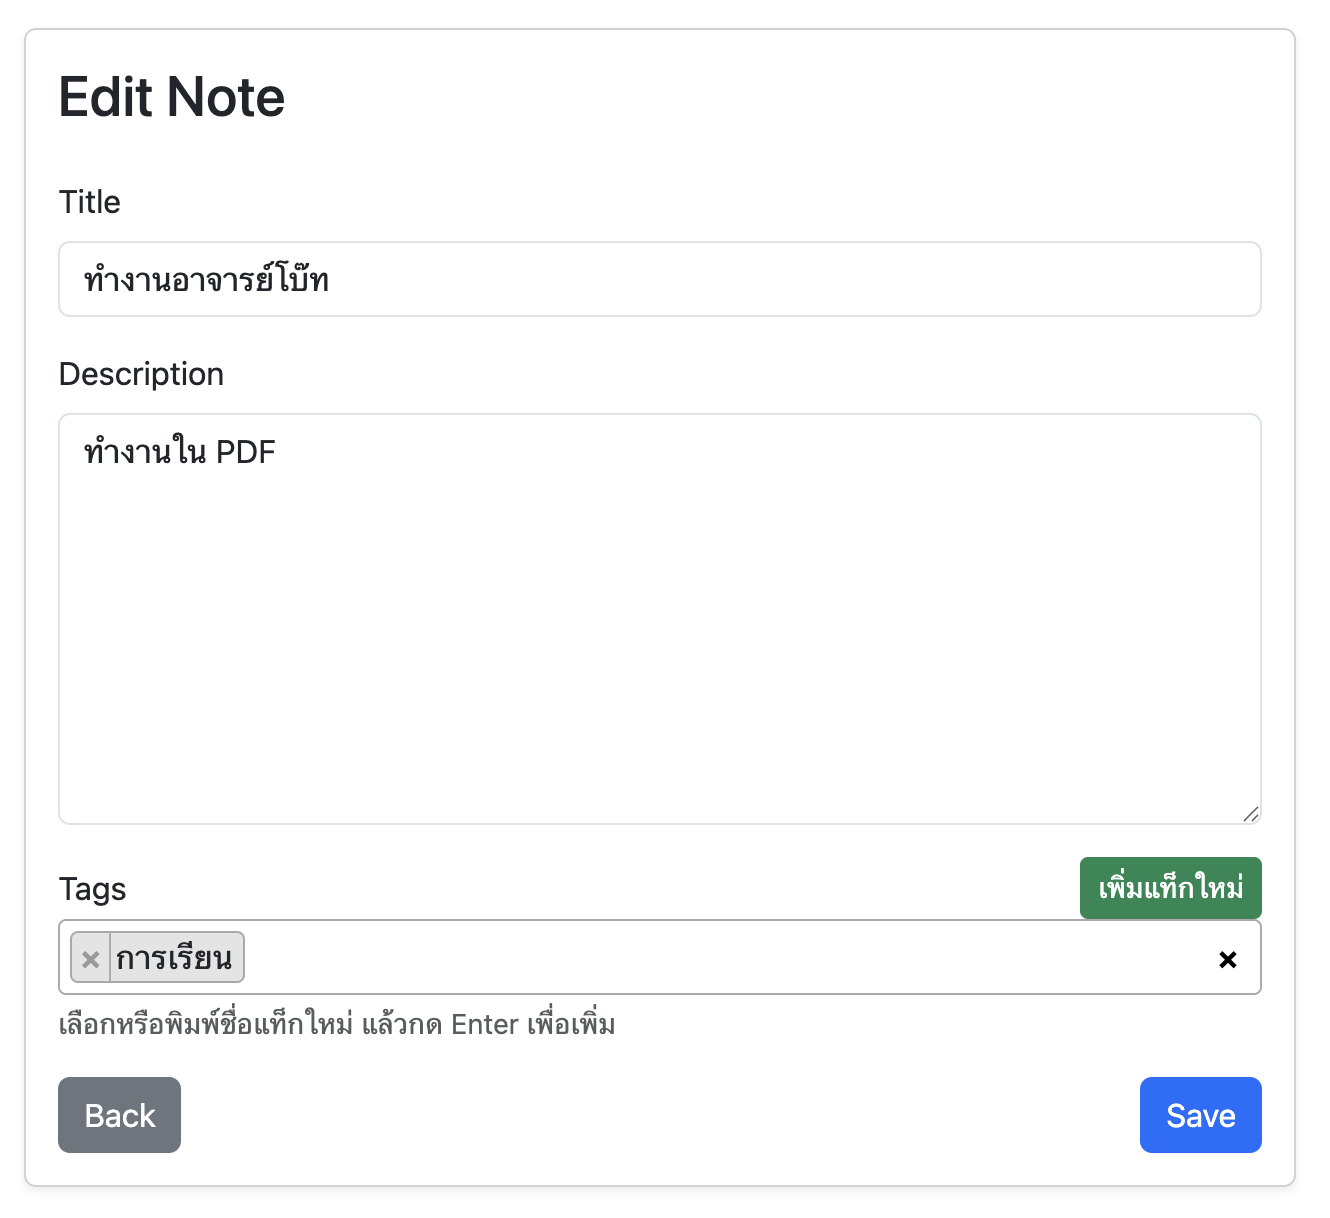 Edit Note
Title
ทำงานอาจารย์โบ๊ท
Description
ทำงานใน PDF
Tags
เพิ่มแท็กใหม่
× การเรียน ×
เลือกหรือพิมพ์ชื่อแท็กใหม่ แล้วกด Enter เพื่อเพิ่ม
Back
Save